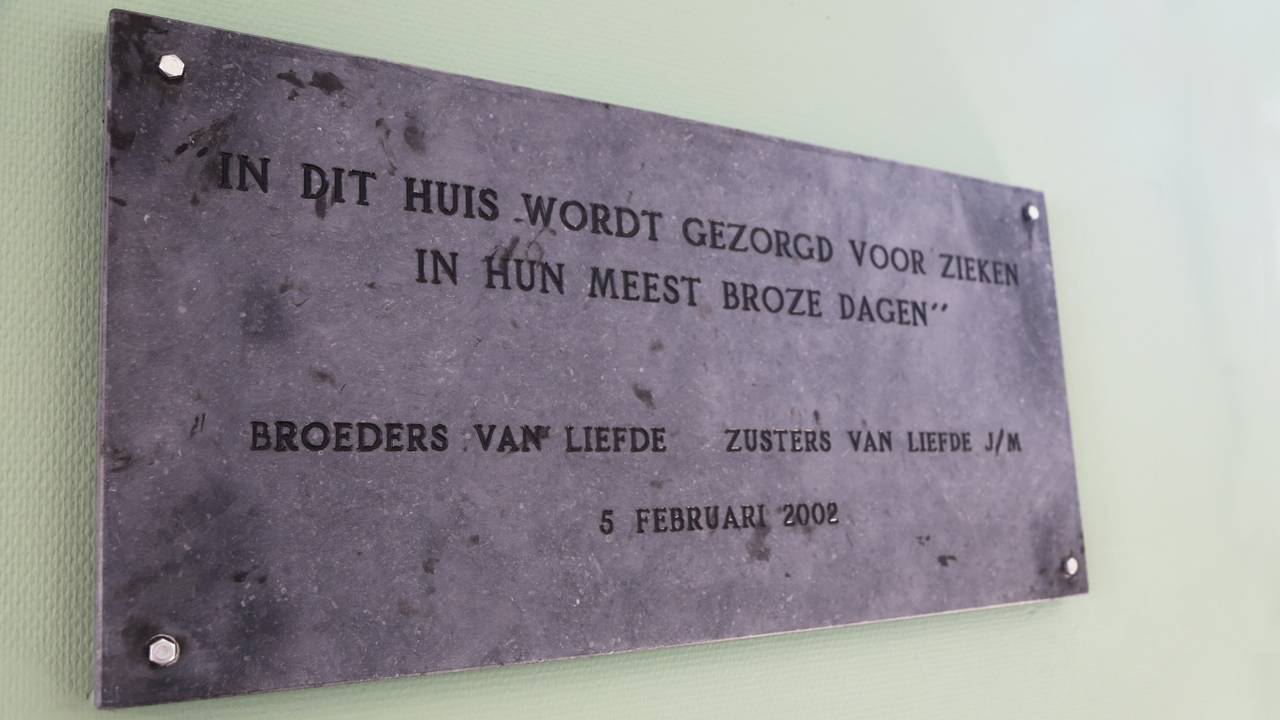 IN DIT HUIS WORDT GEZORGD VOOR ZIEKEN
IN HUN MEEST BROZE DAGEN"
BROEDERS VAN LIEFDE ZUSTERS VAN LIEFDE J/M
5 FEBRUARI 2002